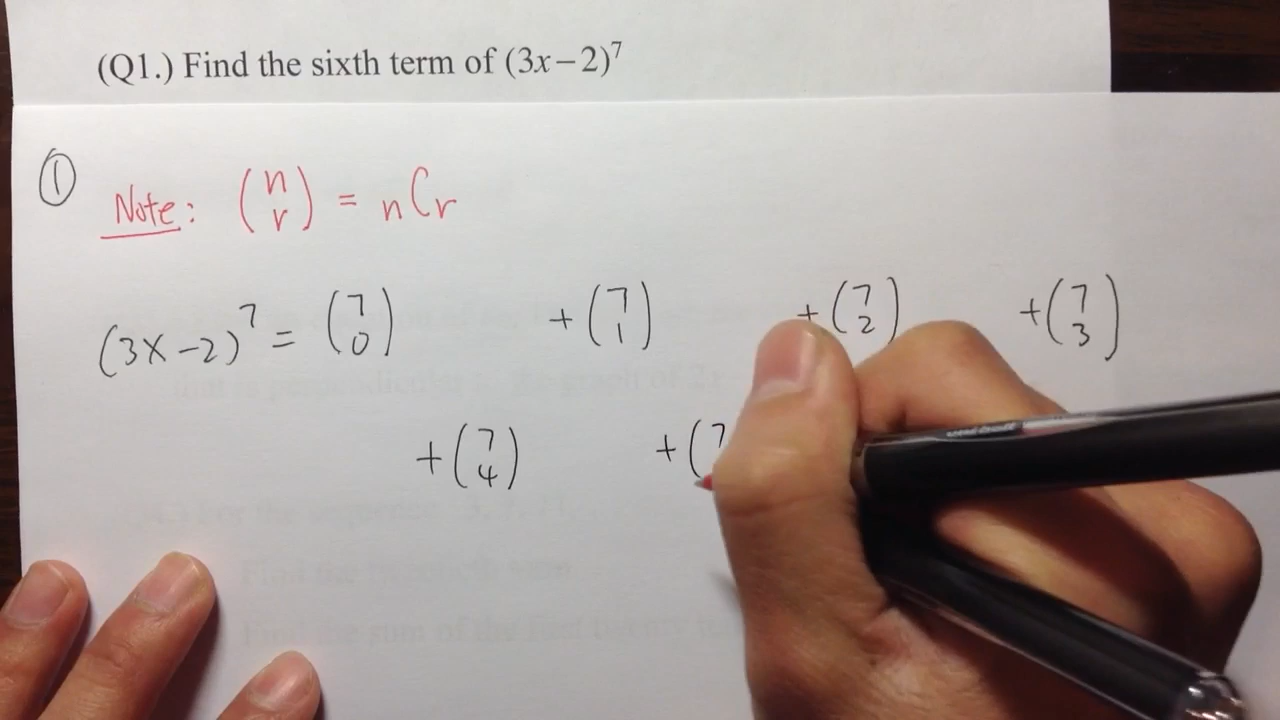 (Q1.) Find the sixth term of (3x−2)⁷
① Note: (n r) = nCr
(3x−2)⁷ = (7 0) +(7 1) +(7 2) +(7 3)
+(7 4) +(7